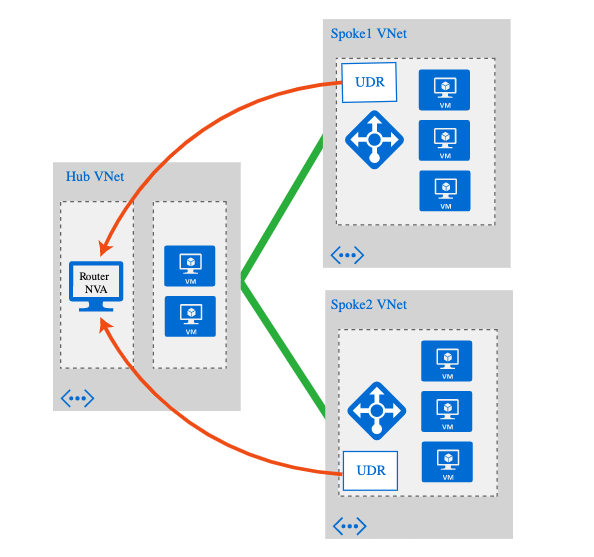 Spoke1 VNet
UDR
VM
VM
VM
Hub VNet
Router
NVA
VM
VM
Spoke2 VNet
VM
VM
VM
UDR